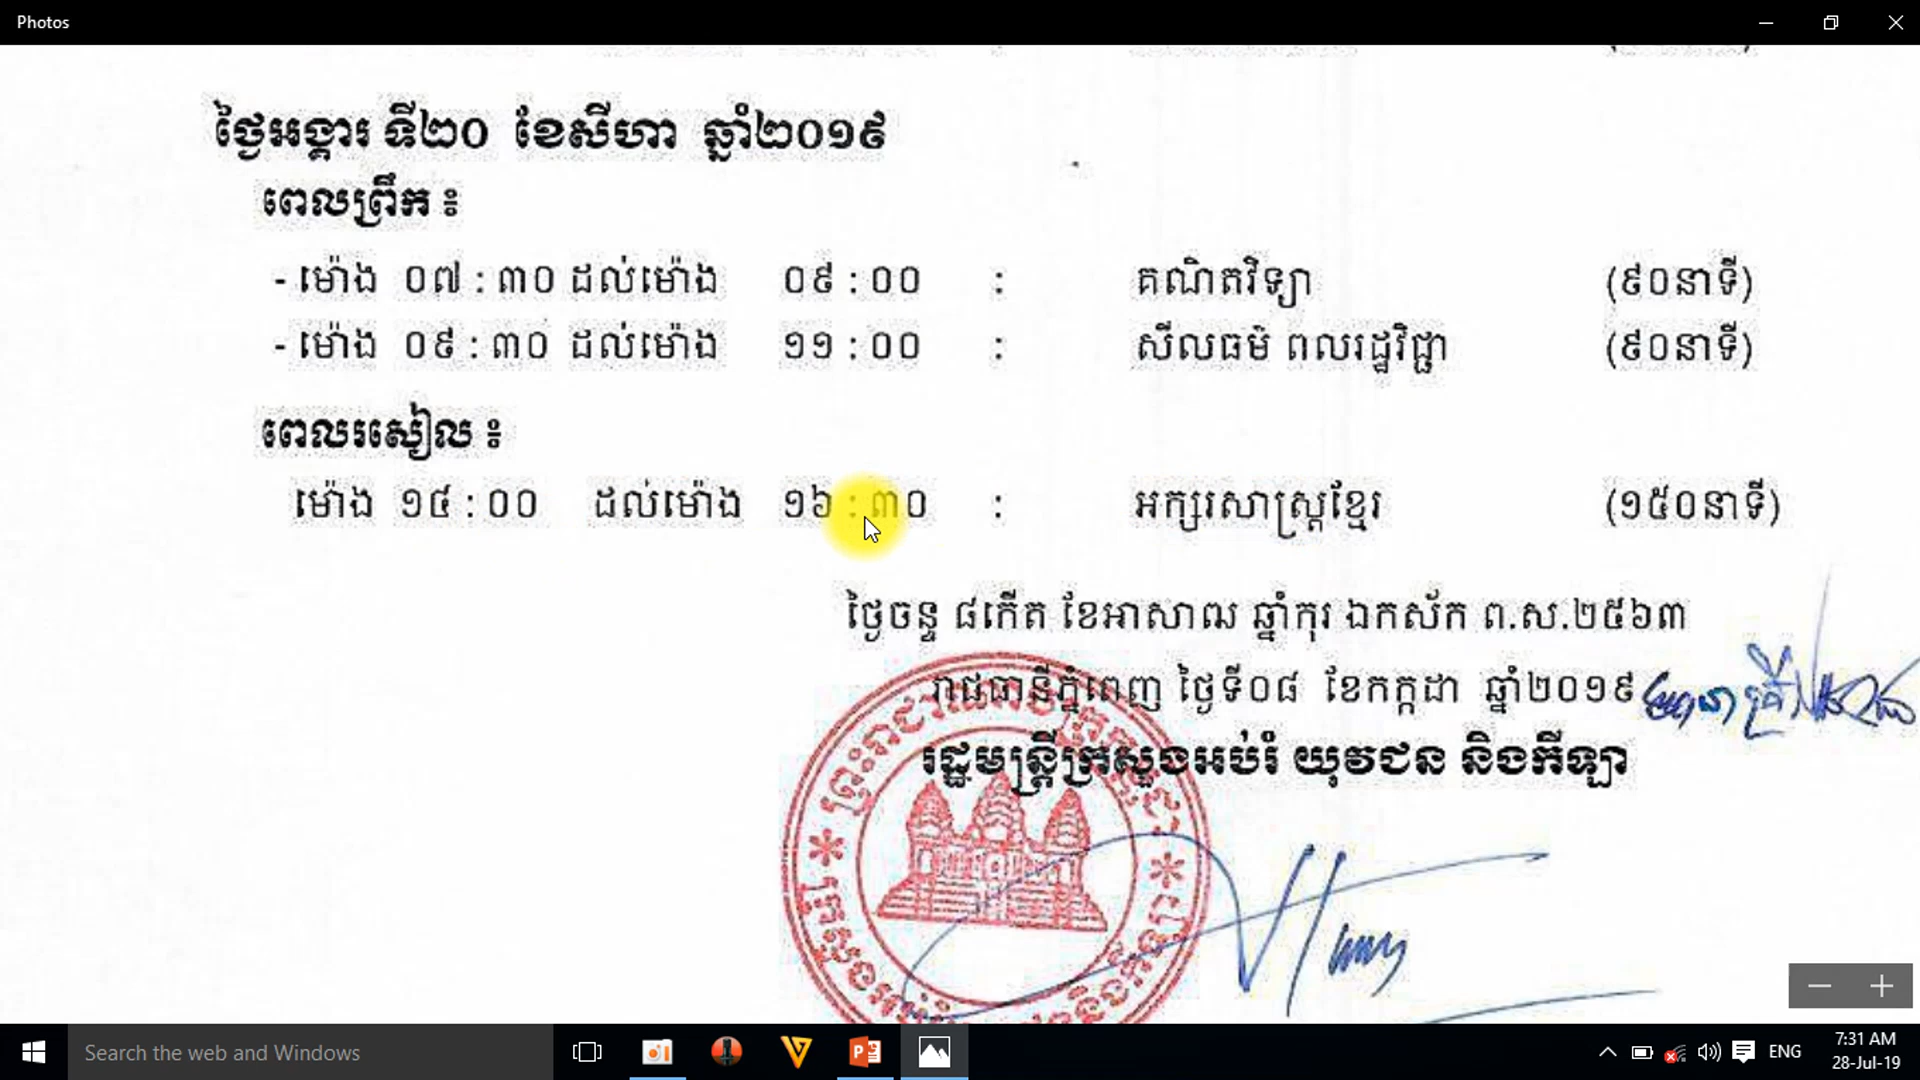 Photos
ថ្ងៃអង្គារ ទី២០ ខែសីហា ឆ្នាំ២០១៩
ពេលព្រឹក ៖
- ម៉ោង ០៧ : ៣០ ដល់ម៉ោង ០៩ : ០០ : គណិតវិទ្យា (៩០នាទី)
- ម៉ោង ០៩ : ៣០ ដល់ម៉ោង ១១ : ០០ : សីលធម៌ ពលរដ្ឋវិជ្ជា (៩០នាទី)
ពេលរសៀល ៖
ម៉ោង ១៤ : ០០ ដល់ម៉ោង ១៦ : ៣០ : អក្សរសាស្ត្រខ្មែរ (១៥០នាទី)
ថ្ងៃចន្ទ ៨កើត ខែអាសាឍ ឆ្នាំកុរ ឯកស័ក ព.ស.២៥៦៣
រាជធានីភ្នំពេញ ថ្ងៃទី០៨ ខែកក្កដា ឆ្នាំ២០១៩
រដ្ឋមន្ត្រីក្រសួងអប់រំ យុវជន និងកីឡា
Search the web and Windows
ENG
7:31 AM
28-Jul-19